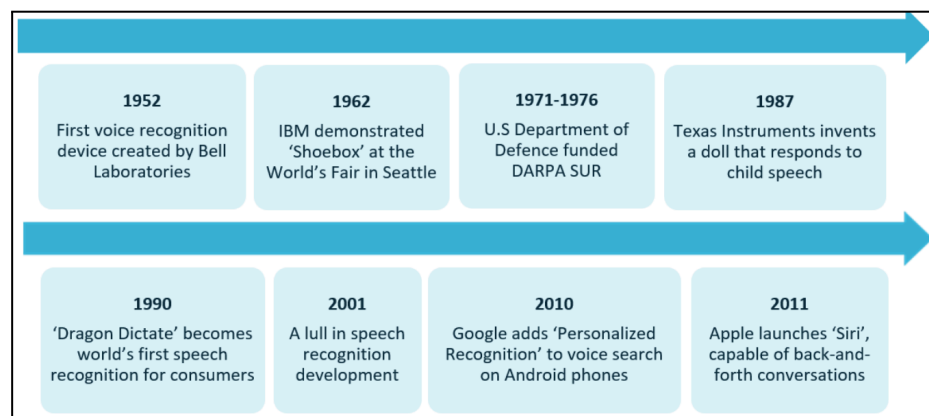 1952
First voice recognition
device created by Bell
Laboratories
1962
IBM demonstrated
‘Shoebox’ at the
World’s Fair in Seattle
1971-1976
U.S Department of
Defence funded
DARPA SUR
1987
Texas Instruments invents
a doll that responds to
child speech
1990
‘Dragon Dictate’ becomes
world’s first speech
recognition for consumers
2001
A lull in speech
recognition
development
2010
Google adds ‘Personalized
Recognition’ to voice search
on Android phones
2011
Apple launches ‘Siri’,
capable of back-and-
forth conversations